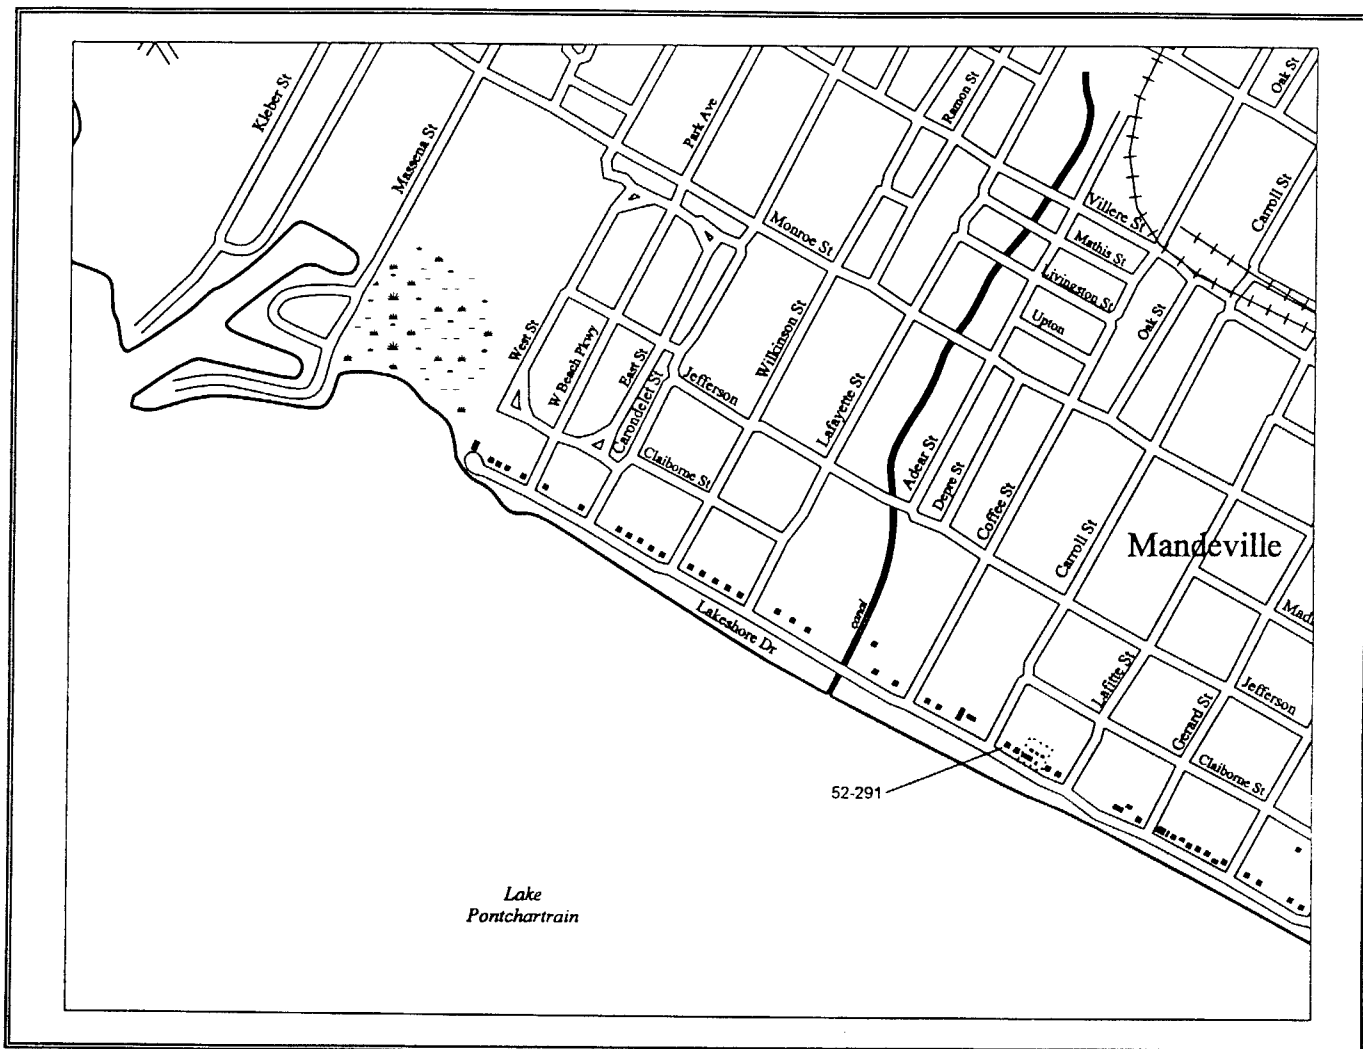 Kleber St
Massena St
Park Ave
Ramon St
Oak St
Carroll St
Villere St
Mathis St
Livingston St
Upton
Oak St
Monroe St
West St
W Beach Pkwy
East St
Carondelet St
Jefferson
Wilkinson St
Lafayette St
Claiborne St
Adear St
Depre St
Coffee St
Carroll St
Mandeville
Lakeshore Dr
canal
Lafitte St
Gerard St
Jefferson
Claiborne St
52-291
Lake
Pontchartrain